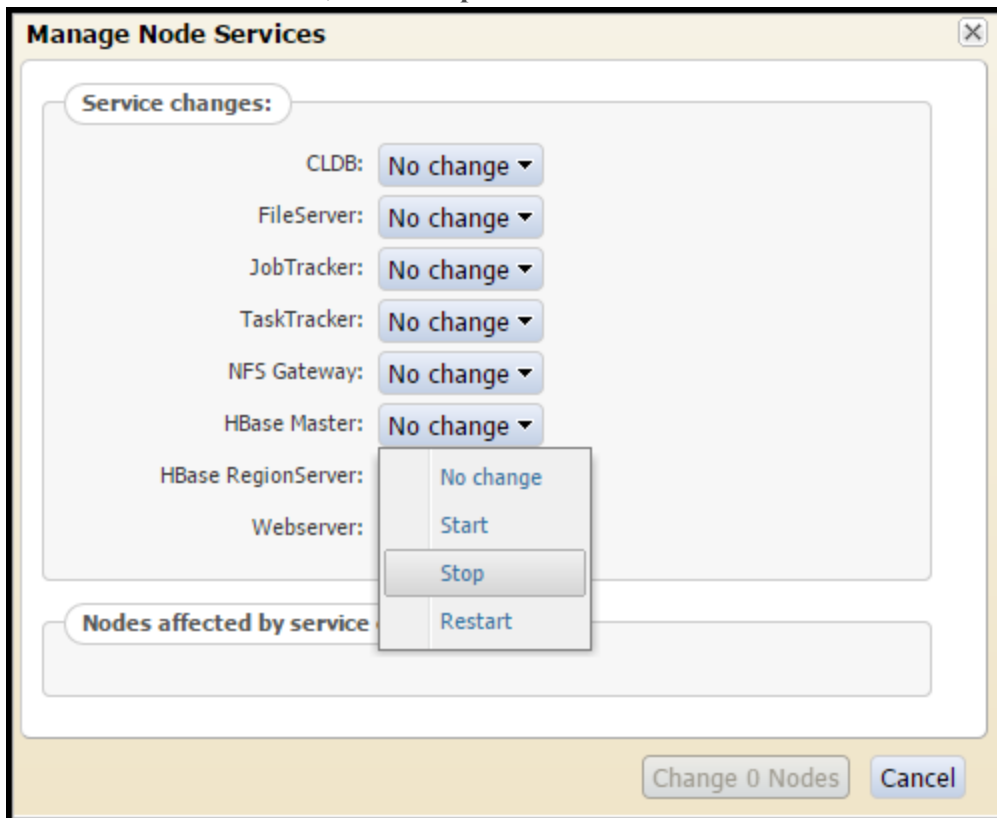 Manage Node Services
Service changes:
CLDB: No change
FileServer: No change
JobTracker: No change
TaskTracker: No change
NFS Gateway: No change
HBase Master: No change
HBase RegionServer:
No change
Webserver:
Start
Stop
Restart
Nodes affected by service
Change 0 Nodes
Cancel